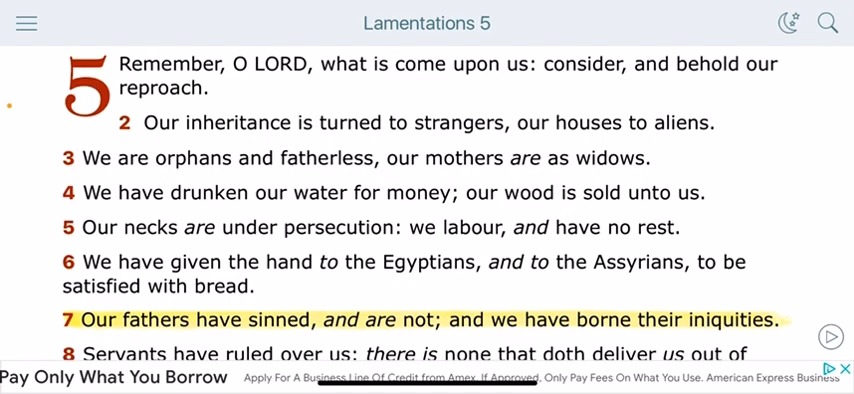 Lamentations 5
5 Remember, O LORD, what is come upon us: consider, and behold our
reproach.
2 Our inheritance is turned to strangers, our houses to aliens.
3 We are orphans and fatherless, our mothers are as widows.
4 We have drunken our water for money; our wood is sold unto us.
5 Our necks are under persecution: we labour, and have no rest.
6 We have given the hand to the Egyptians, and to the Assyrians, to be
satisfied with bread.
7 Our fathers have sinned, and are not; and we have borne their iniquities.
8 Servants have ruled over us: there is none that doth deliver us out of
Pay Only What You Borrow Apply For A Business Line Of Credit from Amex. If Approved, Only Pay Fees On What You Use. American Express Business